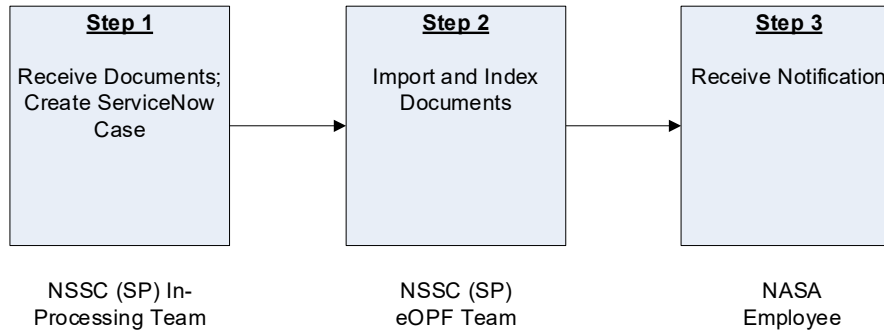 Step 1
Receive Documents;
Create ServiceNow
Case
Step 2
Import and Index
Documents
Step 3
Receive Notification
NSSC (SP) In-
Processing Team
NSSC (SP)
eOPF Team
NASA
Employee